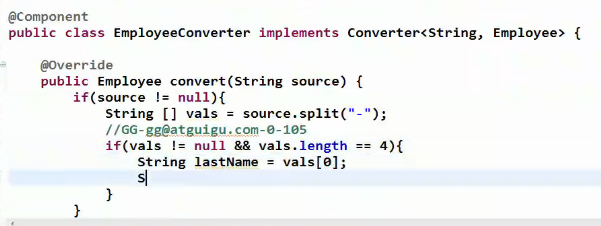 @Component
public class EmployeeConverter implements Converter<String, Employee> {
@Override
public Employee convert(String source) {
if(source != null){
String [] vals = source.split("-");
//GG-gg@atguigu.com-0-105
if(vals != null && vals.length == 4){
String lastName = vals[0];
S
}
}